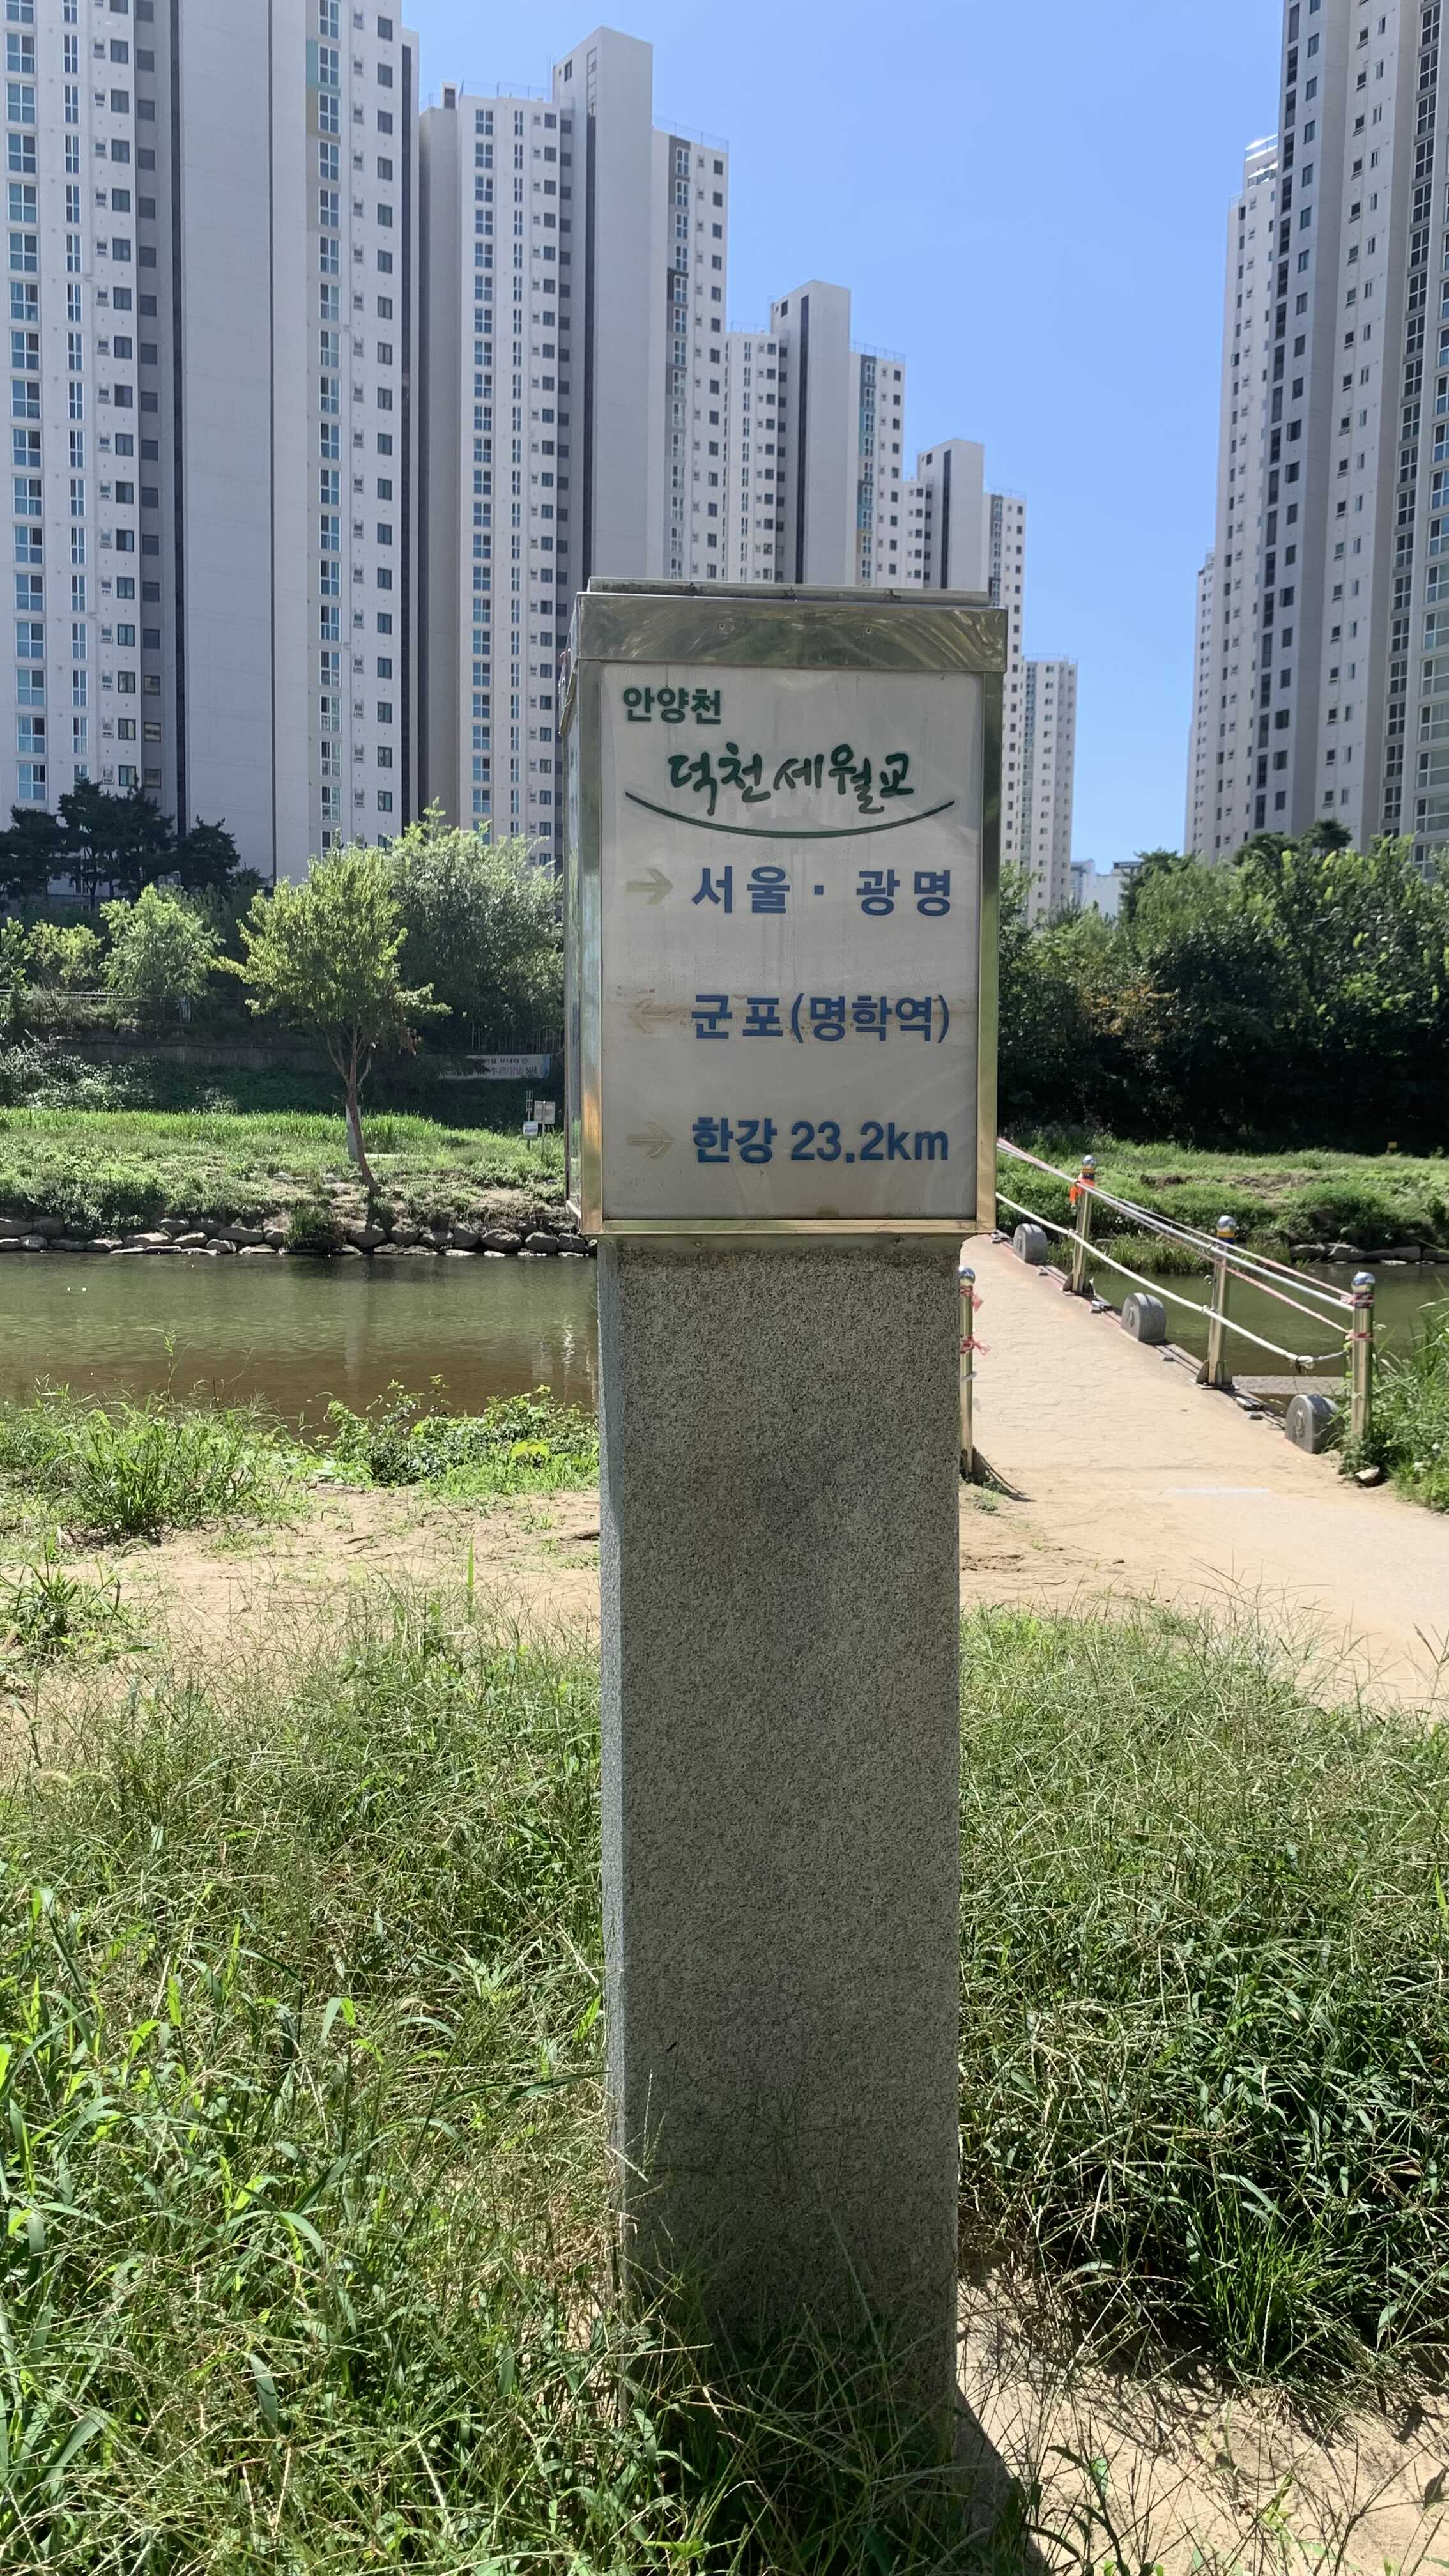 안양천
덕천세월교
→ 서울 · 광명
← 군포(명학역)
→ 한강 23.2km